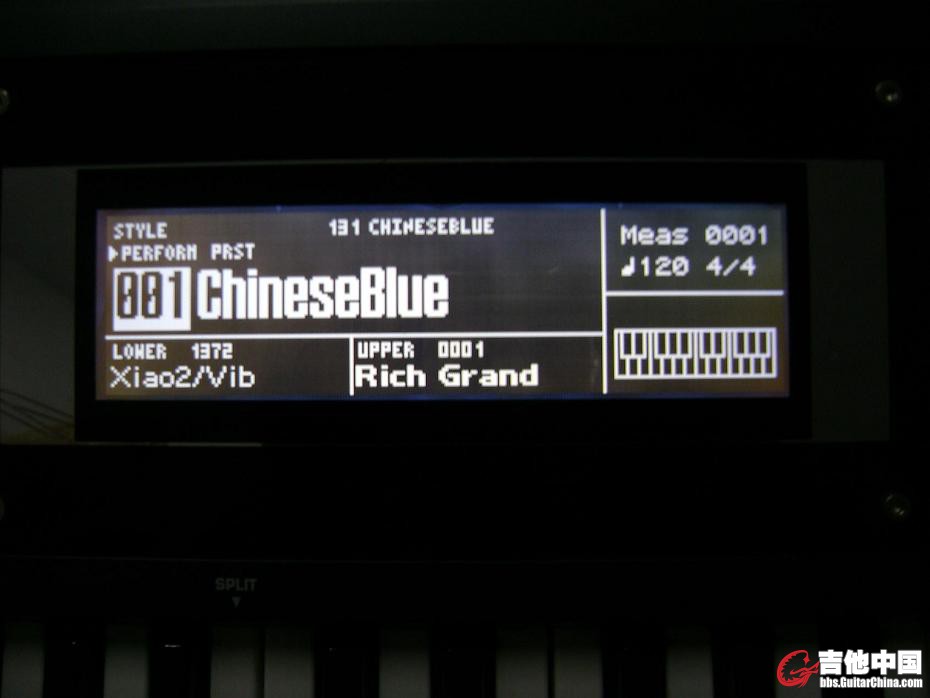 STYLE 131 CHINESEBLUE
PERFORM PRST
001 ChineseBlue
LOWER 1372
Xiao2/Vib
UPPER 0001
Rich Grand
Meas 0001
♩120 4/4
SPLIT
吉他中国
bbs.GuitarChina.com